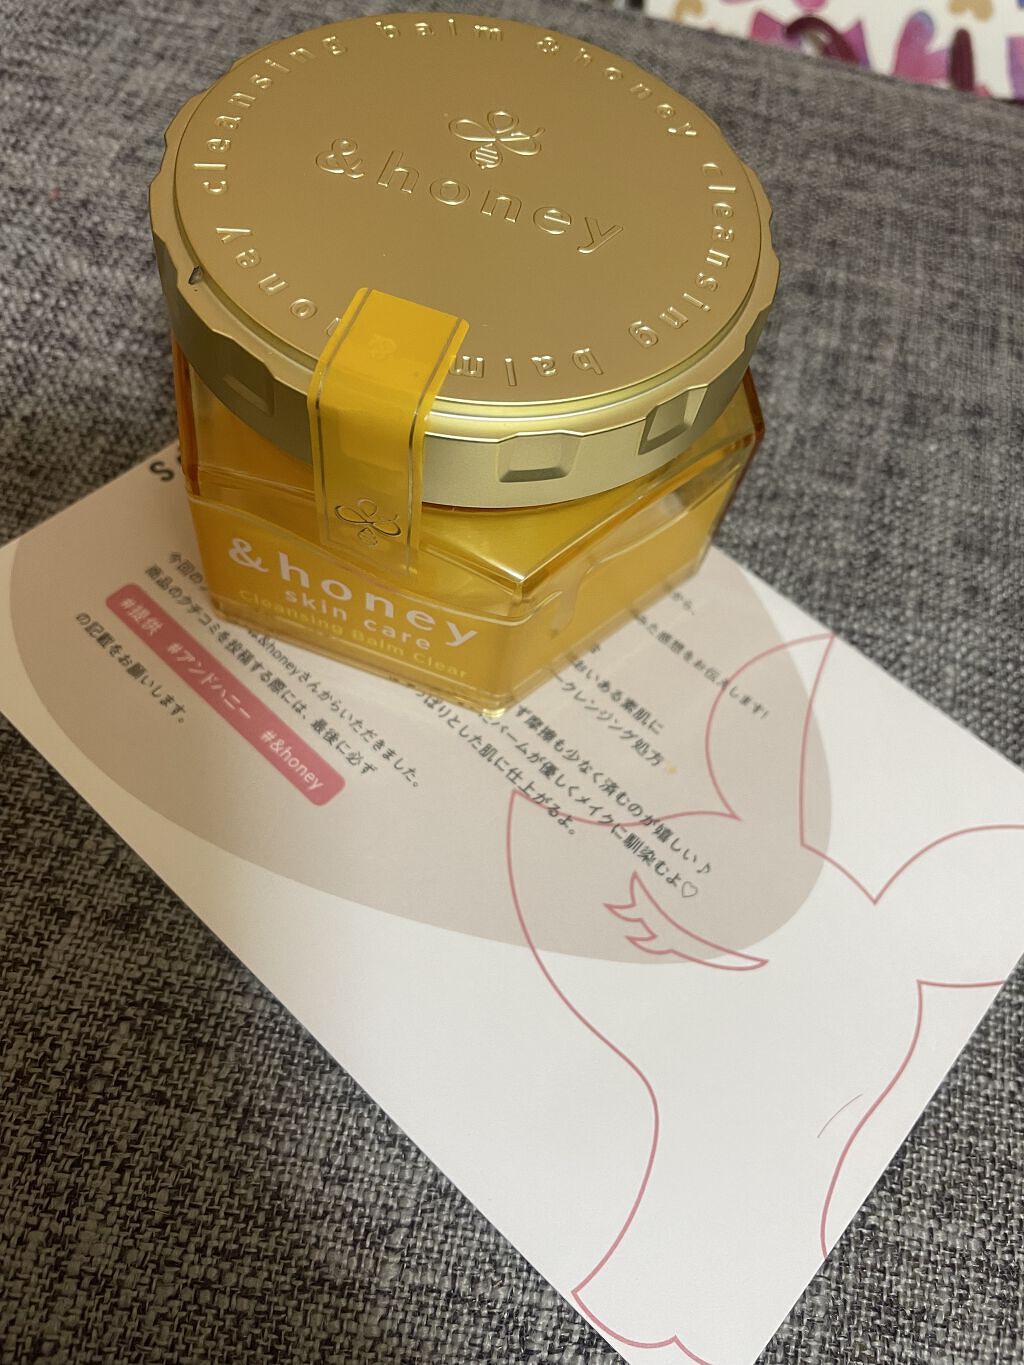 &honey cleansing balm &honey cleansing balm
&honey
&honey
skin care
Cleansing Balm Clear
から、
みた感想をお伝えします!
おいある素肌に
クレンジング処方
ず摩擦も少なく済むのが嬉しい♪
バームが優しくメイクに馴染むよ♡
っぱりとした肌に仕上がるよ。
今回の
&honeyさんからいただきました。
商品のクチコミを投稿する際には、最後に必ず
#提供 #アンドハニー #&honey
の記載をお願いします。